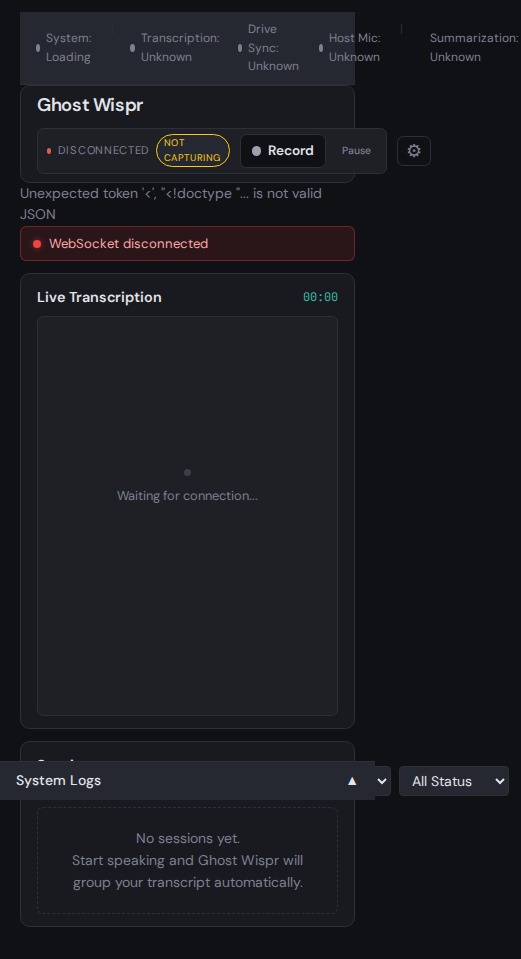 System:
Loading
Transcription:
Unknown
Drive
Sync:
Unknown
Host Mic:
Unknown
Summarization:
Unknown
Ghost Wispr
DISCONNECTED
NOT
CAPTURING
Record
Pause
Unexpected token '<', "<!doctype "... is not valid
JSON
WebSocket disconnected
Live Transcription 00:00
Waiting for connection...
System Logs ▲
All Status
No sessions yet.
Start speaking and Ghost Wispr will
group your transcript automatically.